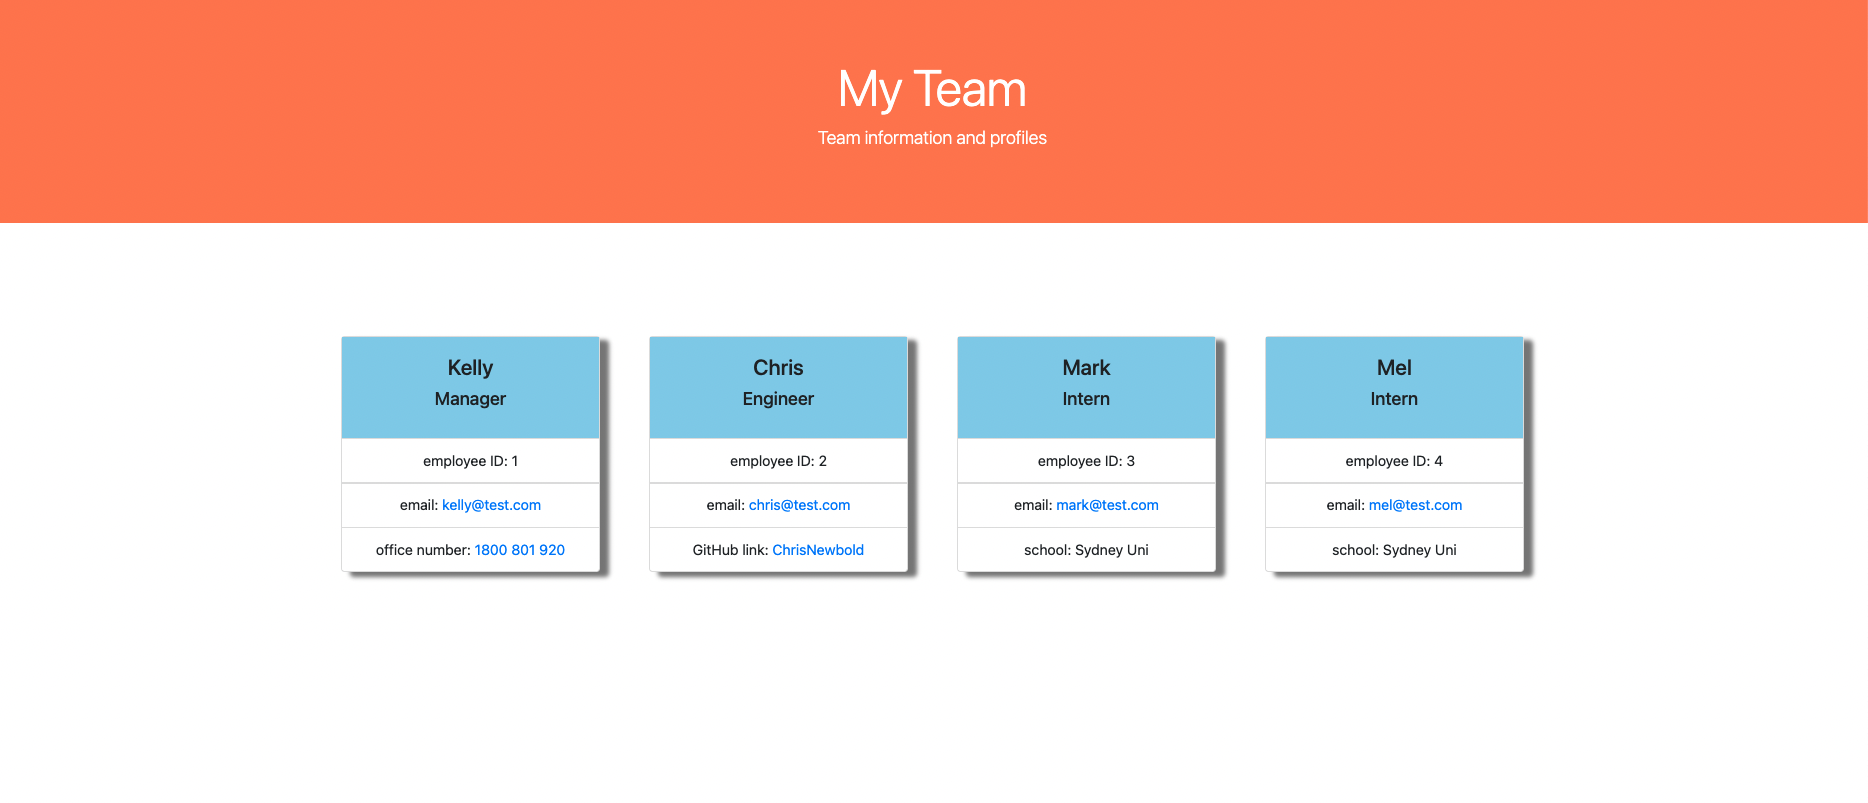 My Team
Team information and profiles
Kelly
Manager
employee ID: 1
email: kelly@test.com
office number: 1800 801 920
Chris
Engineer
employee ID: 2
email: chris@test.com
GitHub link: ChrisNewbold
Mark
Intern
employee ID: 3
email: mark@test.com
school: Sydney Uni
Mel
Intern
employee ID: 4
email: mel@test.com
school: Sydney Uni